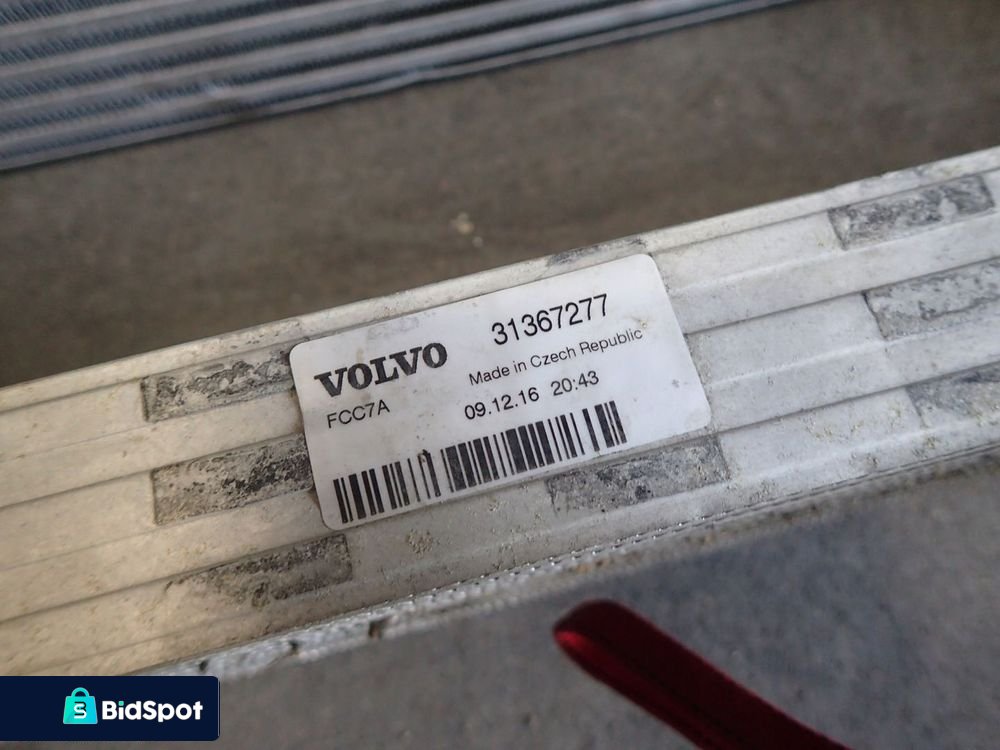 31367277
VOLVO
Made in Czech Republic
FCC7A
09.12.16 20:43
BidSpot